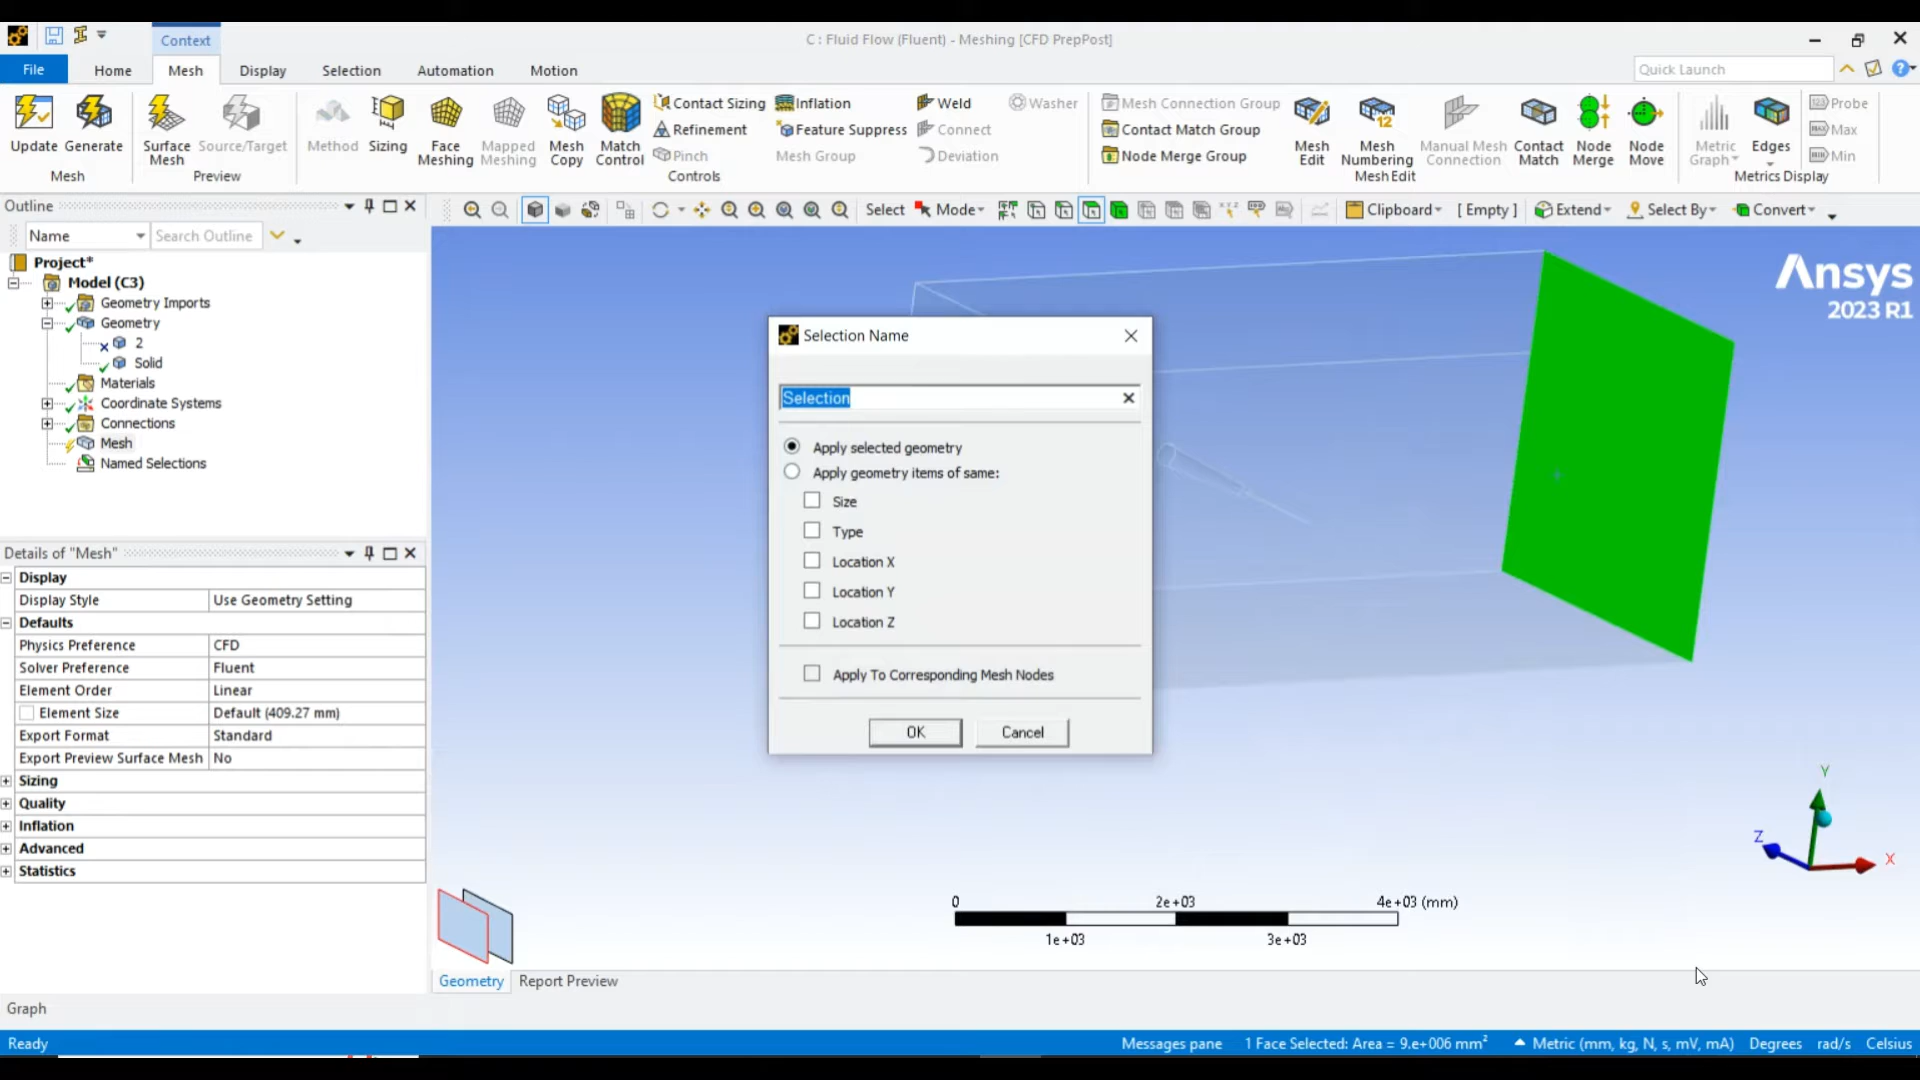 Context
C : Fluid Flow (Fluent) - Meshing [CFD PrepPost]
File Home Mesh Display Selection Automation Motion
Quick Launch
Update Generate
Mesh
Surface Mesh Source/Target
Preview
Method Sizing Face Meshing Mapped Meshing Mesh Copy Match Control
Contact Sizing Inflation Weld Washer
Refinement Feature Suppress Connect
Pinch Mesh Group Deviation
Controls
Mesh Connection Group
Contact Match Group
Node Merge Group
Mesh Edit Mesh Numbering Manual Mesh Connection Contact Match Node Merge Node Move
Mesh Edit
Metric Graph Edges
Probe
Max
Min
Metrics Display
Outline
Name Search Outline
Select Mode Clipboard [ Empty ] Extend Select By Convert
Project*
Model (C3)
Geometry Imports
Geometry
2
Solid
Materials
Coordinate Systems
Connections
Mesh
Named Selections
Details of "Mesh"
Display
Display Style Use Geometry Setting
Defaults
Physics Preference CFD
Solver Preference Fluent
Element Order Linear
Element Size Default (409.27 mm)
Export Format Standard
Export Preview Surface Mesh No
Sizing
Quality
Inflation
Advanced
Statistics
Ansys
2023 R1
Selection Name
Selection
Apply selected geometry
Apply geometry items of same:
Size
Type
Location X
Location Y
Location Z
Apply To Corresponding Mesh Nodes
OK Cancel
Y
Z
X
0 2e+03 4e+03 (mm)
1e+03 3e+03
Geometry Report Preview
Graph
Ready Messages pane 1 Face Selected: Area = 9.e+006 mm² Metric (mm, kg, N, s, mV, mA) Degrees rad/s Celsius